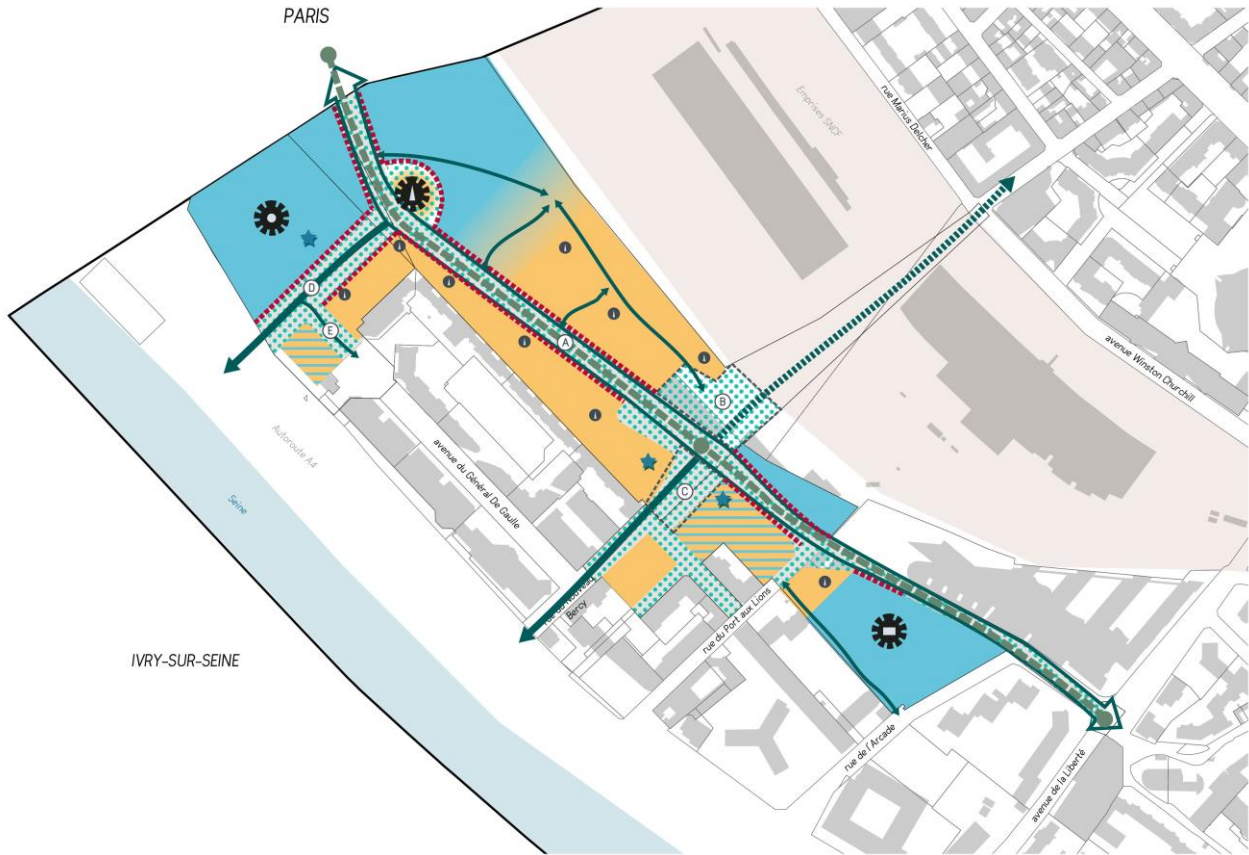 PARIS
Emprises SNCF
rue Marius Delcher
D
E
A
B
avenue Winston Churchill
4
Autoroute A4
avenue du Général De Gaulle
Seine
C
Bercy
rue du Port aux Lions
IVRY-SUR-SEINE
rue de l'Arcade
avenue de la Liberté
i
i
i
i
i
i
i
i
i